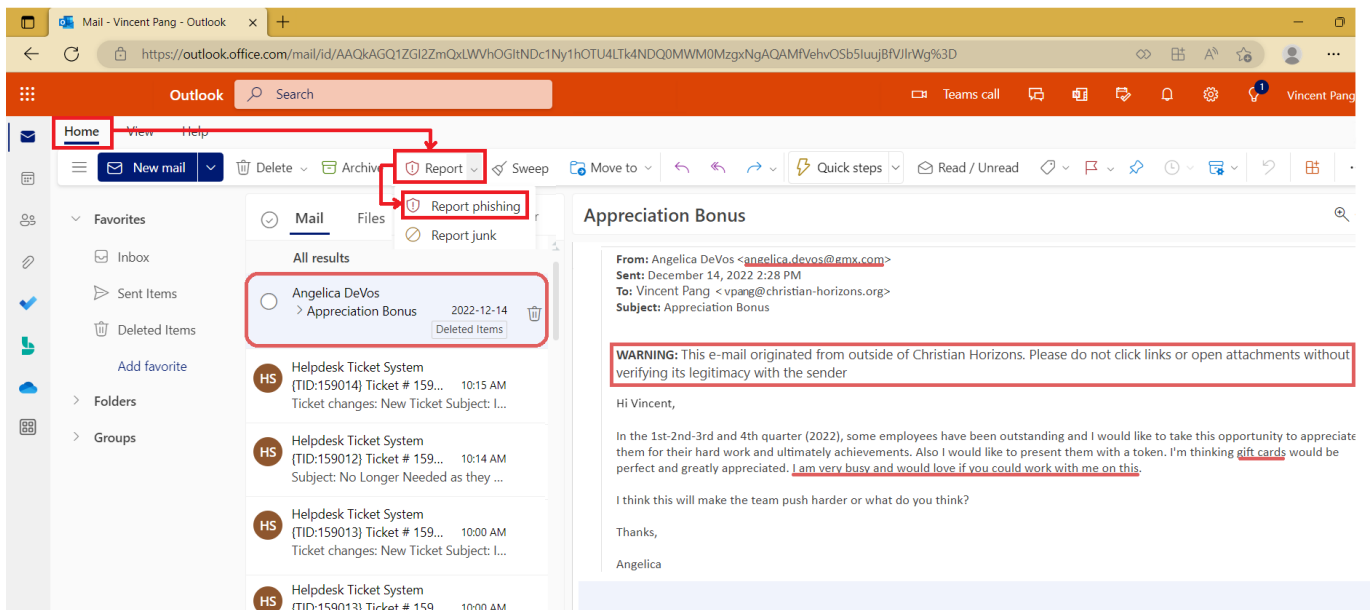 Mail - Vincent Pang - Outlook
https://outlook.office.com/mail/id/AAQkAGQ1ZGI2ZmQxLWVhOGItNDc1Ny1hOTU4LTk4NDQ0MWM0MzgxNgAQAMfVehvOSb5IuujBfVJlrWg%3D
Outlook
Search
Teams call
1
Vincent Pang
Home View Help
New mail Delete Archive Report Sweep Move to Quick steps Read / Unread
Report phishing
Report junk
Favorites
Inbox
Sent Items
Deleted Items
Add favorite
Folders
Groups
Mail Files
All results
Angelica DeVos
> Appreciation Bonus 2022-12-14
Deleted Items
HS
Helpdesk Ticket System
{TID:159014} Ticket # 159... 10:15 AM
Ticket changes: New Ticket Subject: I...
HS
Helpdesk Ticket System
{TID:159012} Ticket # 159... 10:14 AM
Subject: No Longer Needed as they ...
HS
Helpdesk Ticket System
{TID:159013} Ticket # 159... 10:00 AM
Ticket changes: New Ticket Subject: I...
HS
Helpdesk Ticket System
{TID:159013} Ticket # 159... 10:00 AM
Appreciation Bonus
From: Angelica DeVos <angelica.devos@gmx.com>
Sent: December 14, 2022 2:28 PM
To: Vincent Pang < vpang@christian-horizons.org>
Subject: Appreciation Bonus
WARNING: This e-mail originated from outside of Christian Horizons. Please do not click links or open attachments without
verifying its legitimacy with the sender
Hi Vincent,
In the 1st-2nd-3rd and 4th quarter (2022), some employees have been outstanding and I would like to take this opportunity to appreciate
them for their hard work and ultimately achievements. Also I would like to present them with a token. I'm thinking gift cards would be
perfect and greatly appreciated. I am very busy and would love if you could work with me on this.
I think this will make the team push harder or what do you think?
Thanks,
Angelica